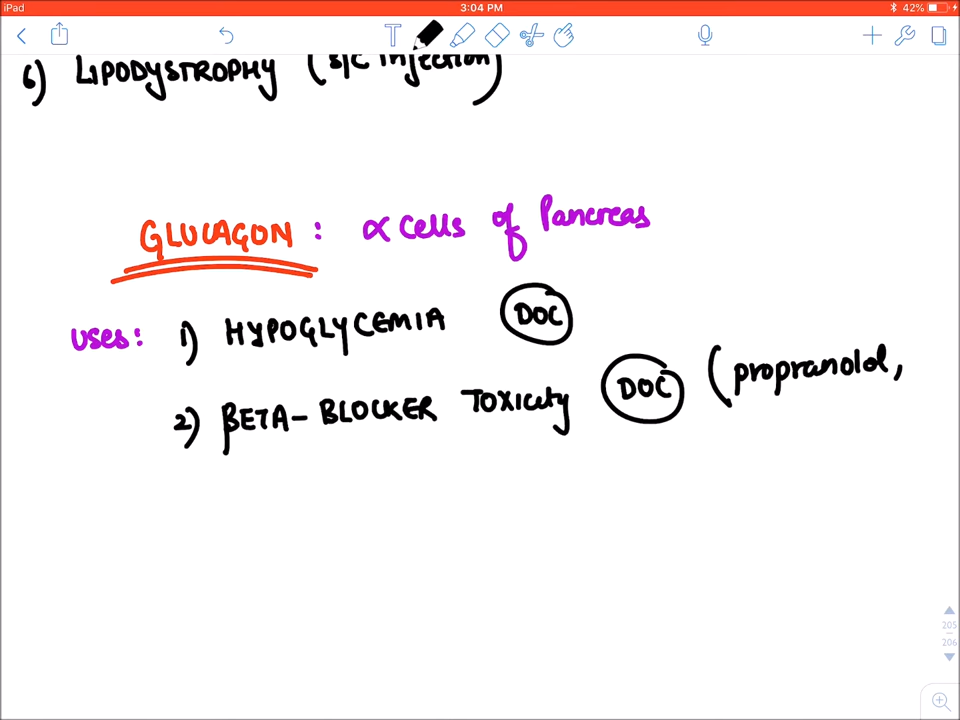 iPad 3:04 PM 42%
T
6) LIPODYSTROPHY (S/C injection)
GLUCAGON : α cells of Pancreas
Uses: 1) HYPOGLYCEMIA DOC
2) BETA-BLOCKER TOXICITY DOC (propranolol,
205
206